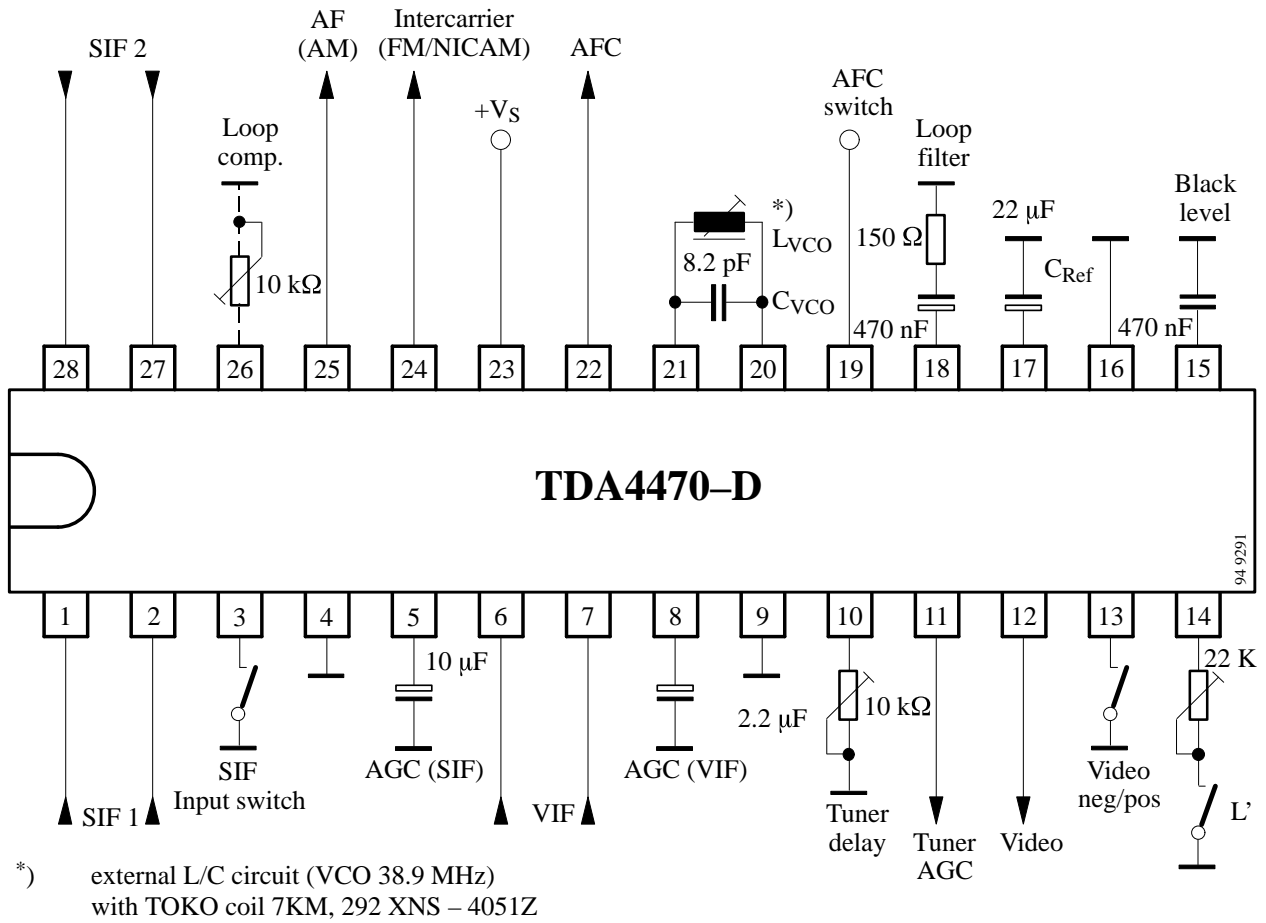 AF
(AM)
Intercarrier
(FM/NICAM)
SIF 2
AFC
AFC
switch
+VS
Loop
comp.
Loop
filter
Black
level
*)
LVCO
22 µF
150 Ω
8.2 pF
CRef
10 kΩ
CVCO
470 nF
470 nF
28 27 26 25 24 23 22 21 20 19 18 17 16 15
TDA4470–D
94 9291
1 2 3 4 5 6 7 8 9 10 11 12 13 14
10 µF
22 K
2.2 µF
10 kΩ
SIF
Input switch
AGC (SIF)
AGC (VIF)
Video
neg/pos
SIF 1
VIF
Tuner
delay
Tuner
AGC
Video
L’
*) external L/C circuit (VCO 38.9 MHz)
with TOKO coil 7KM, 292 XNS – 4051Z